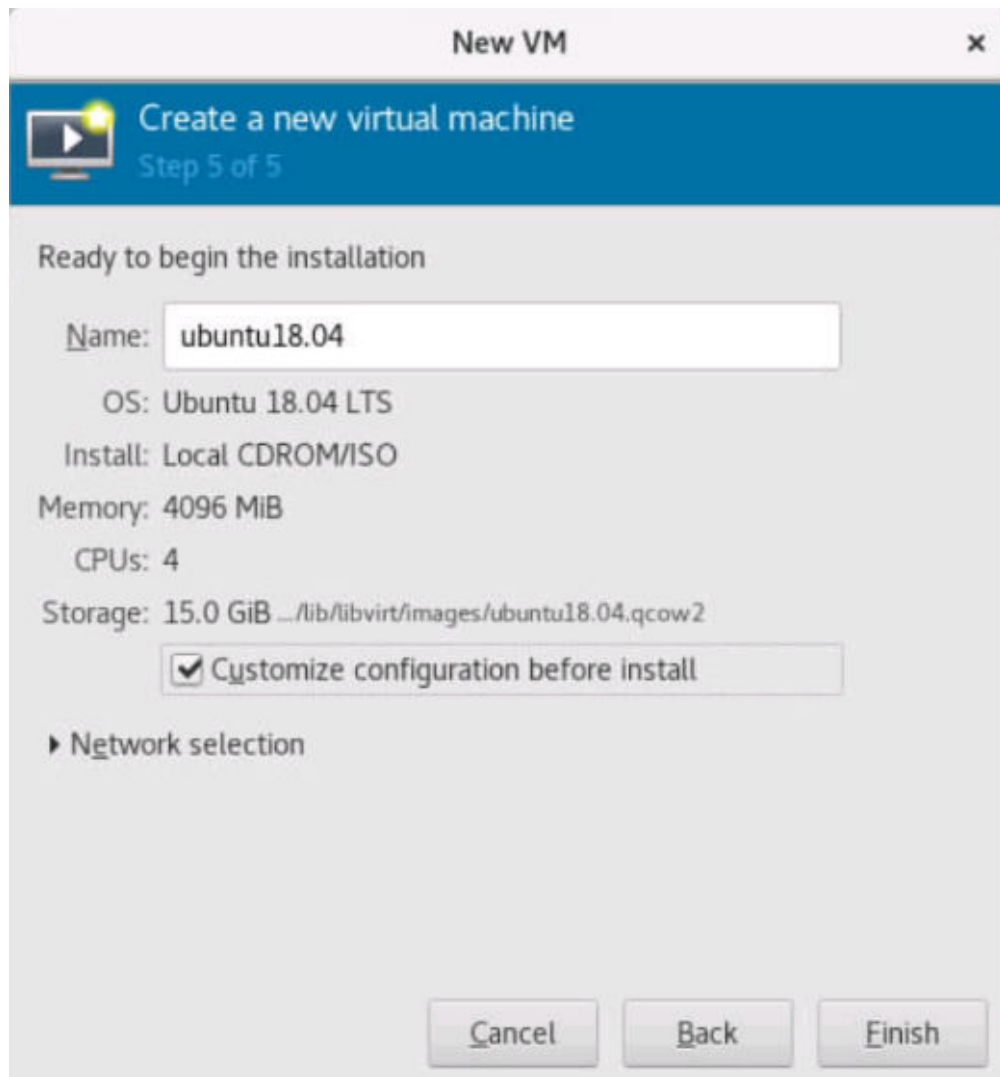 New VM
Create a new virtual machine
Step 5 of 5
Ready to begin the installation
Name: ubuntu18.04
OS: Ubuntu 18.04 LTS
Install: Local CDROM/ISO
Memory: 4096 MiB
CPUs: 4
Storage: 15.0 GiB .../lib/libvirt/images/ubuntu18.04.qcow2
Customize configuration before install
Network selection
Cancel Back Finish